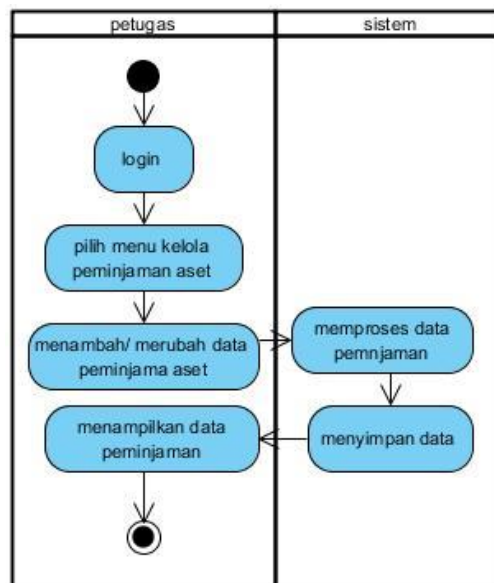 petugas
sistem
login
pilih menu kelola
peminjaman aset
menambah/ merubah data
peminjama aset
memproses data
pemnjaman
menyimpan data
menampilkan data
peminjaman